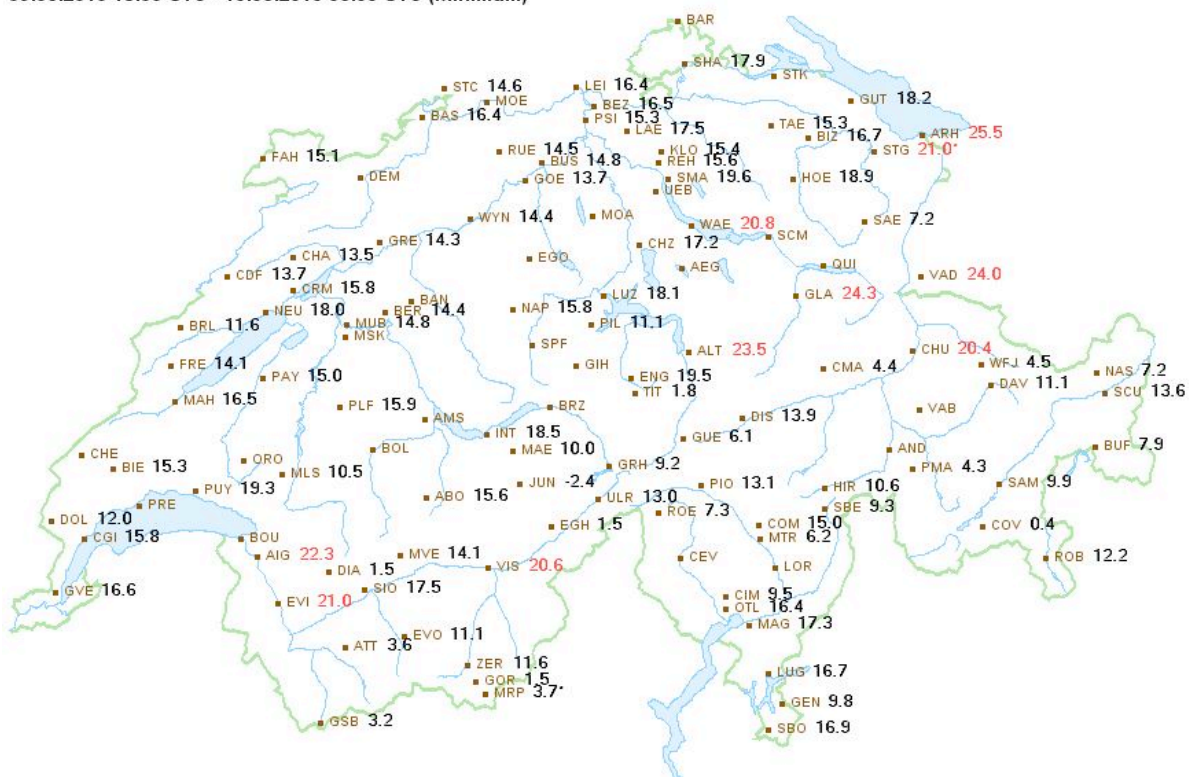 BAR
SHA 17.9
STK
STC 14.6
MOE
LEI 16.4
BEZ 16.5
GUT 18.2
BAS 16.4
PSI 15.3
LAE 17.5
TAE 15.3
BIZ 16.7
ARH 25.5
FAH 15.1
RUE 14.5
BUS 14.8
KLO 15.4
REH 15.6
STG 21.0*
DEM
GOE 13.7
SMA 19.6
UEB
HOE 18.9
WYN 14.4
MOA
WAE 20.8
SCM
SAE 7.2
GRE 14.3
CHZ 17.2
CHA 13.5
EGO
AEG
QUI
CDF 13.7
VAD 24.0
CRM 15.8
BAN
LUZ 18.1
GLA 24.3
NEU 18.0
BER 14.4
NAP 15.8
BRL 11.6
MUB 14.8
MSK
PIL 11.1
SPF
ALT 23.5
CHU 20.4
FRE 14.1
GIH
CMA 4.4
WFJ 4.5
NAS 7.2
PAY 15.0
ENG 19.5
DAV 11.1
TIT 1.8
SCU 13.6
MAH 16.5
PLF 15.9
BRZ
VAB
AMS
DIS 13.9
INT 18.5
GUE 6.1
CHE
BOL
MAE 10.0
AND
BUF 7.9
ORO
BIE 15.3
MLS 10.5
GRH 9.2
PMA 4.3
PUY 19.3
JUN -2.4
PIO 13.1
HIR 10.6
SAM 9.9
PRE
ABO 15.6
ULR 13.0
ROE 7.3
SBE 9.3
DOL 12.0
EGH 1.5
COM 15.0
COV 0.4
CGI 15.8
BOU
MTR 6.2
AIG 22.3
MVE 14.1
CEV
ROB 12.2
DIA 1.5
VIS 20.6
LOR
GVE 16.6
SIO 17.5
CIM 9.5
EVI 21.0
OTL 16.4
MAG 17.3
EVO 11.1
ATT 3.6
ZER 11.6
LUG 16.7
GOR 1.5
MRP 3.7*
GEN 9.8
GSB 3.2
SBO 16.9